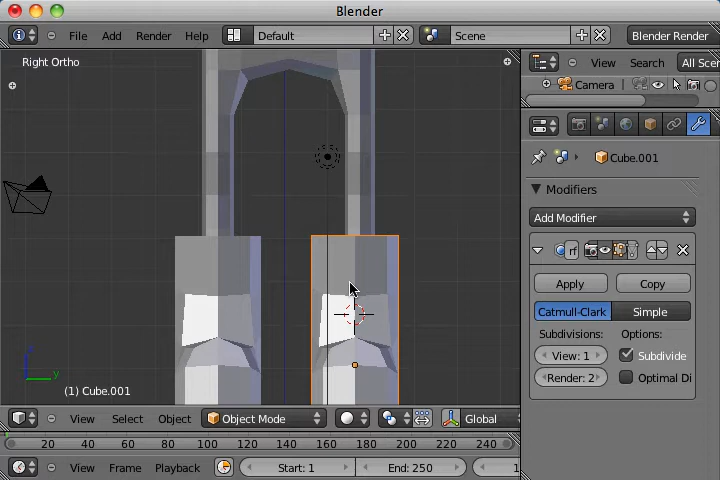 Blender
File Add Render Help Default Scene Blender Render
Right Ortho
View Search All Scen
Camera
Cube.001
Modifiers
Add Modifier
rf
Apply Copy
Catmull-Clark Simple
Subdivisions: Options:
View: 1 Subdivide
Render: 2 Optimal Di
z
y
(1) Cube.001
View Select Object Object Mode Global
20 40 60 80 100 120 140 160 180 200 220 240
View Frame Playback Start: 1 End: 250 1